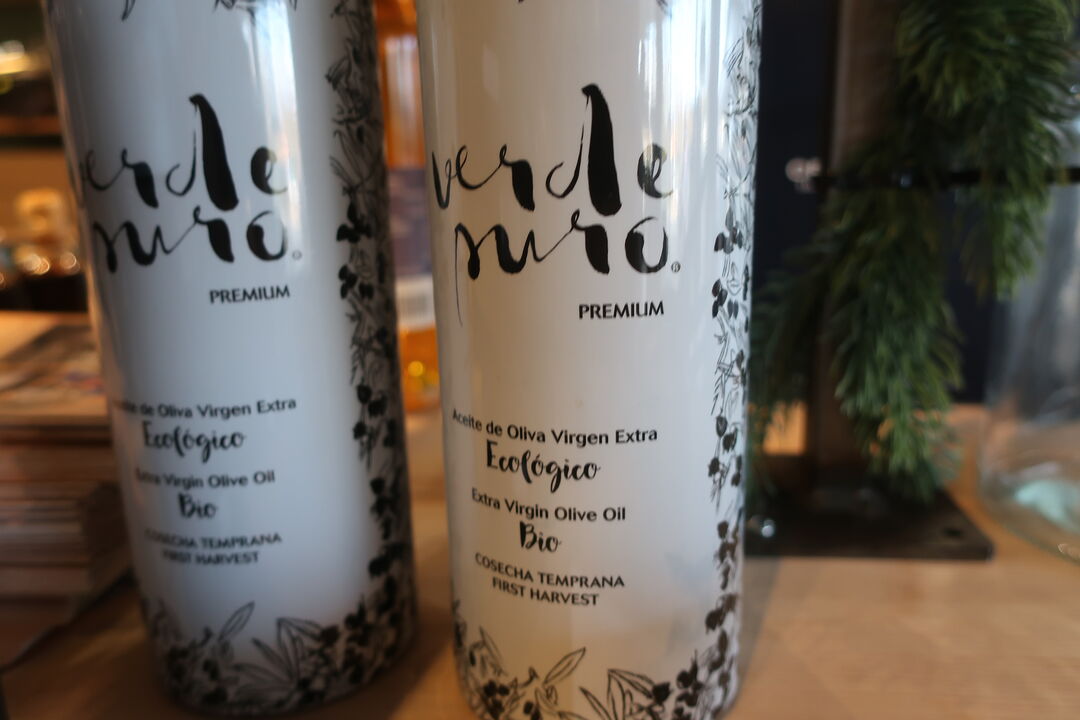 verde
puro®
PREMIUM
de Oliva Virgen Extra
Ecológico
Extra Virgin Olive Oil
Bio
COSECHA TEMPRANA
FIRST HARVEST
verde
puro®
PREMIUM
Aceite de Oliva Virgen Extra
Ecológico
Extra Virgin Olive Oil
Bio
COSECHA TEMPRANA
FIRST HARVEST